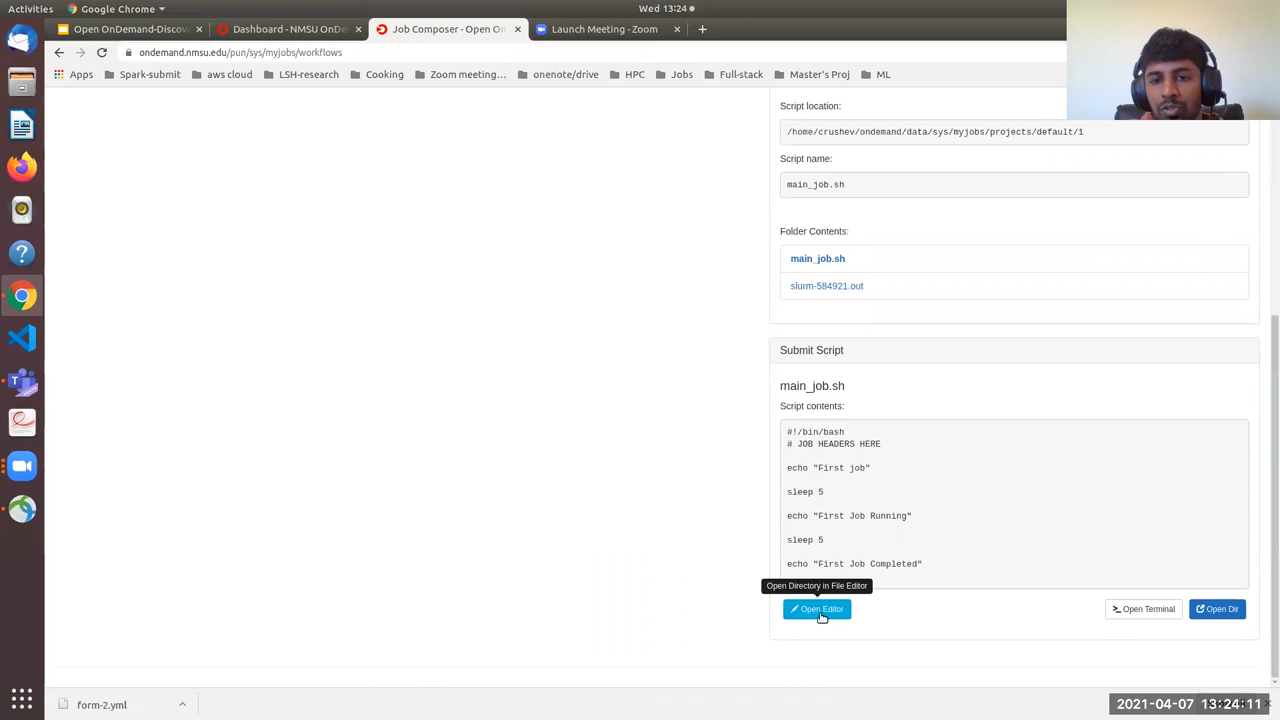 Activities
Google Chrome
Wed 13:24
Open OnDemand-Discov
Dashboard - NMSU OnDe
Job Composer - Open On
Launch Meeting - Zoom
ondemand.nmsu.edu/pun/sys/myjobs/workflows
Apps
Spark-submit
aws cloud
LSH-research
Cooking
Zoom meeting…
onenote/drive
HPC
Jobs
Full-stack
Master's Proj
ML
Script location:
/home/crushev/ondemand/data/sys/myjobs/projects/default/1
Script name:
main_job.sh
Folder Contents:
main_job.sh
slurm-584921.out
Submit Script
main_job.sh
Script contents:
#!/bin/bash
# JOB HEADERS HERE
echo "First job"
sleep 5
echo "First Job Running"
sleep 5
echo "First Job Completed"
Open Directory in File Editor
Open Editor
Open Terminal
Open Dir
form-2.yml
2021-04-07 13:24:11